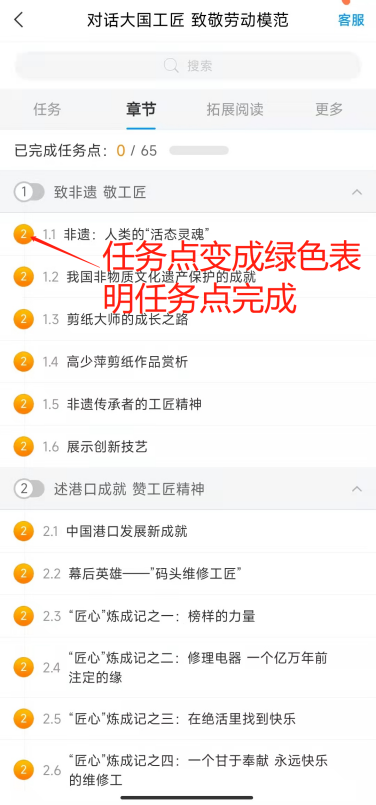 对话大国工匠 致敬劳动模范
客服
搜索
任务
章节
拓展阅读
更多
已完成任务点：0 / 65
1 致非遗 敬工匠
2 1.1 非遗：人类的“活态灵魂”
任务点变成绿色表
明任务点完成
2 1.2 我国非物质文化遗产保护的成就
2 1.3 剪纸大师的成长之路
2 1.4 高少萍剪纸作品赏析
2 1.5 非遗传承者的工匠精神
2 1.6 展示创新技艺
2 述港口成就 赞工匠精神
2 2.1 中国港口发展新成就
2 2.2 幕后英雄——”码头维修工匠”
2 2.3 “匠心”炼成记之一：榜样的力量
2 2.4 “匠心”炼成记之二：修理电器 一个亿万年前
注定的缘
2 2.5 “匠心”炼成记之三：在绝活里找到快乐
2 2.6 “匠心”炼成记之四：一个甘于奉献 永远快乐
的维修工